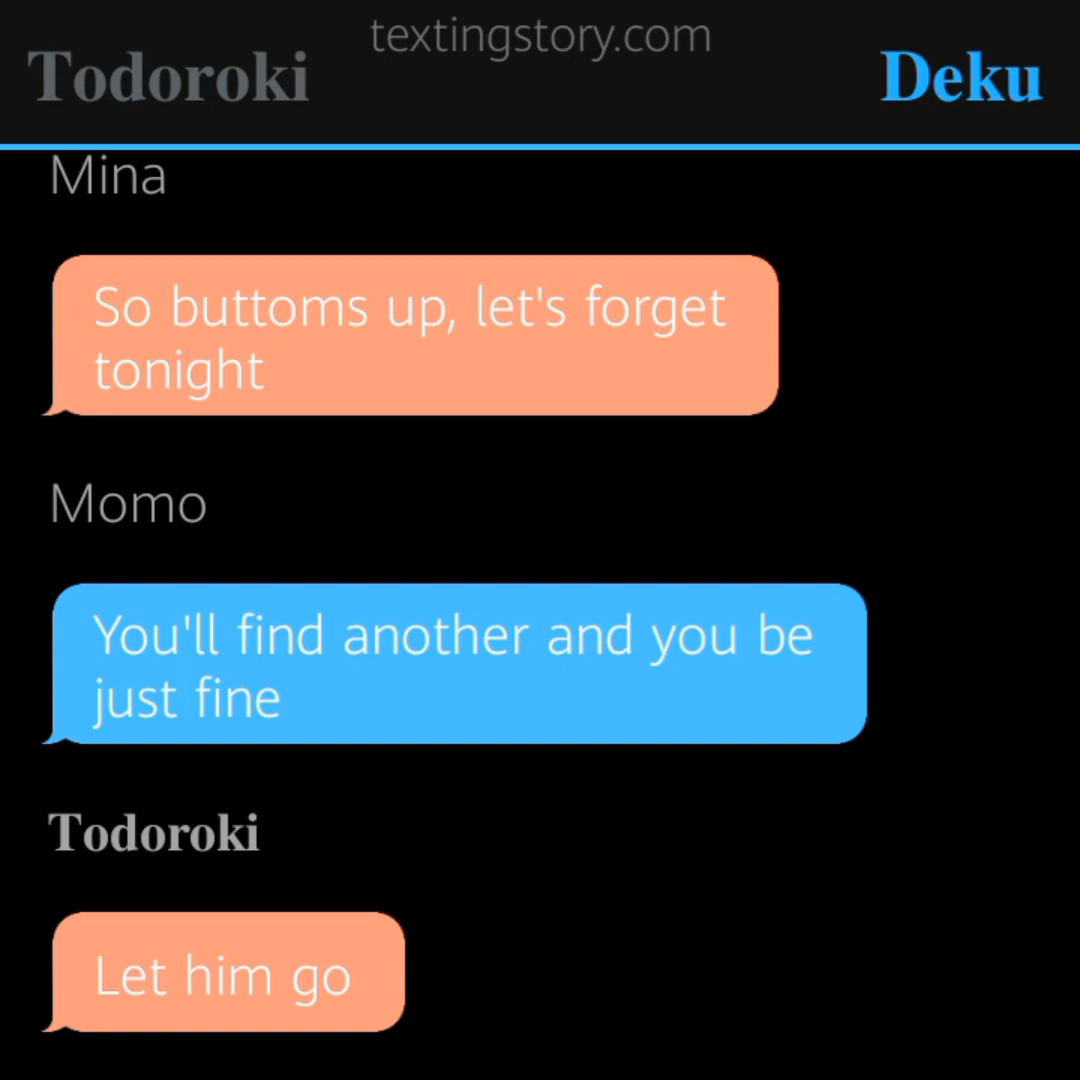 textingstory.com
Todoroki
Deku
Mina
So buttoms up, let's forget
tonight
Momo
You'll find another and you be
just fine
Todoroki
Let him go